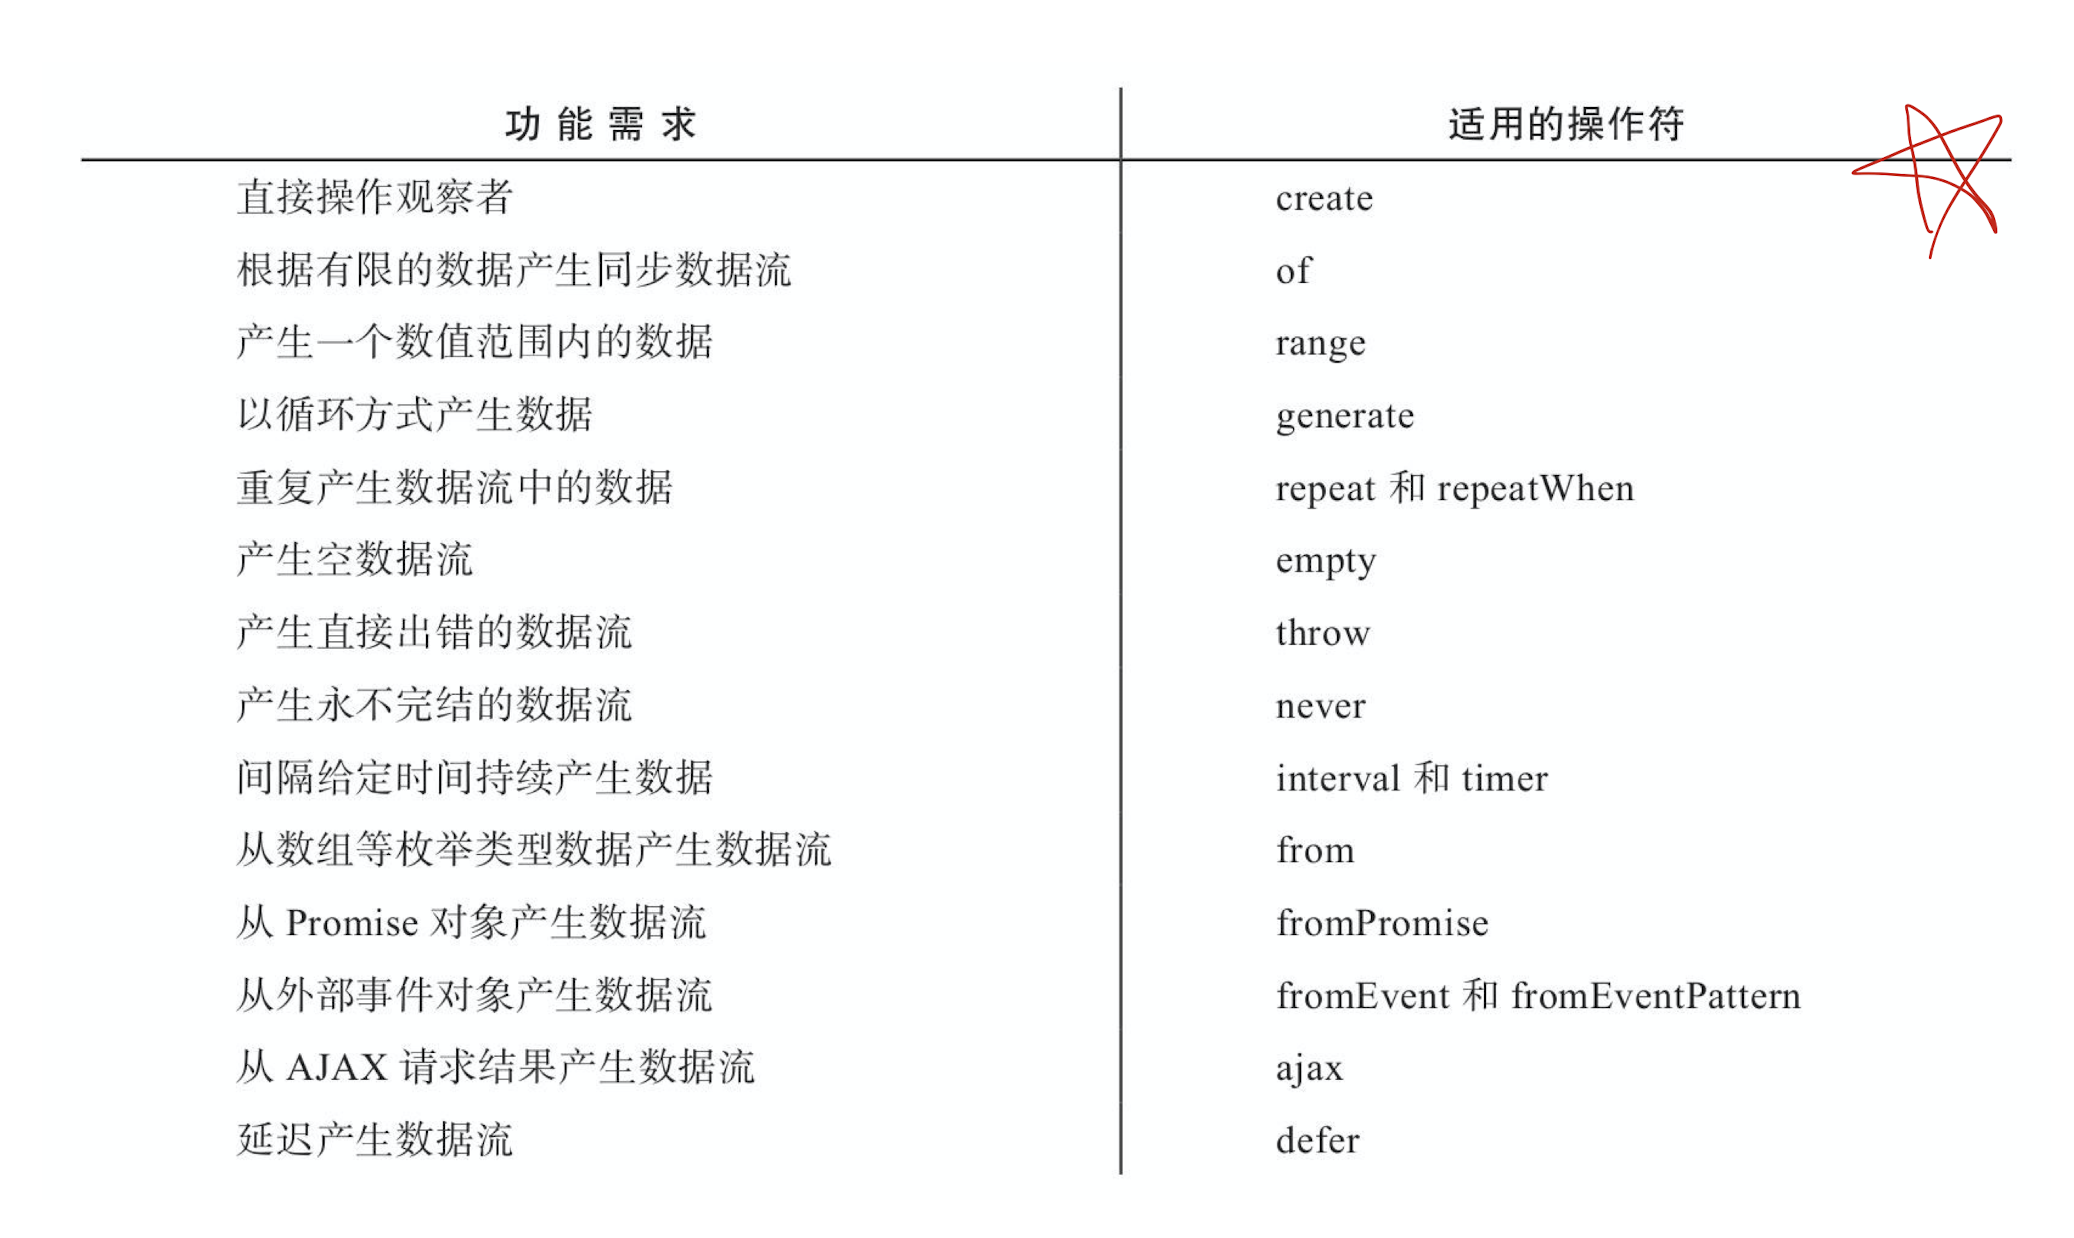 功能需求 适用的操作符
直接操作观察者 create
根据有限的数据产生同步数据流 of
产生一个数值范围内的数据 range
以循环方式产生数据 generate
重复产生数据流中的数据 repeat 和 repeatWhen
产生空数据流 empty
产生直接出错的数据流 throw
产生永不完结的数据流 never
间隔给定时间持续产生数据 interval 和 timer
从数组等枚举类型数据产生数据流 from
从 Promise 对象产生数据流 fromPromise
从外部事件对象产生数据流 fromEvent 和 fromEventPattern
从 AJAX 请求结果产生数据流 ajax
延迟产生数据流 defer